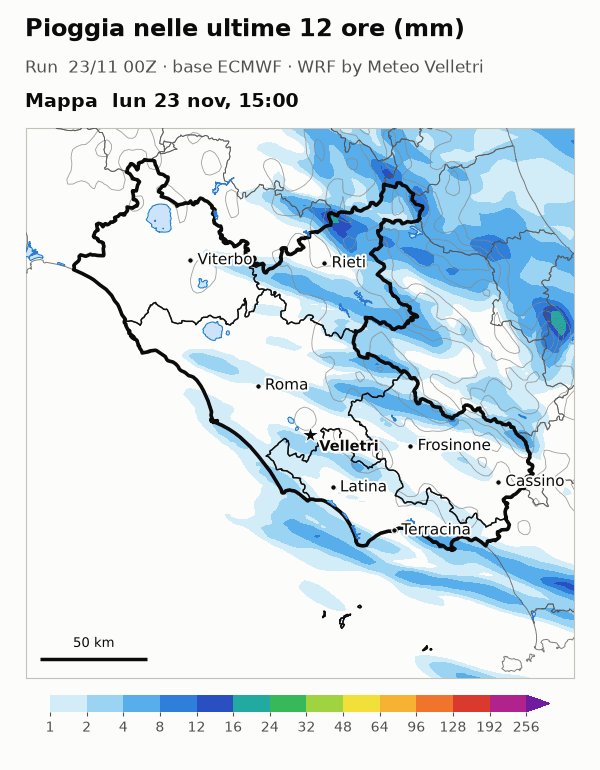 Pioggia nelle ultime 12 ore (mm)
Run 23/11 00Z · base ECMWF · WRF by Meteo Velletri
Mappa lun 23 nov, 15:00
Viterbo
Rieti
Roma
Velletri
Frosinone
Cassino
Latina
Terracina
50 km
1 2 4 8 12 16 24 32 48 64 96 128 192 256